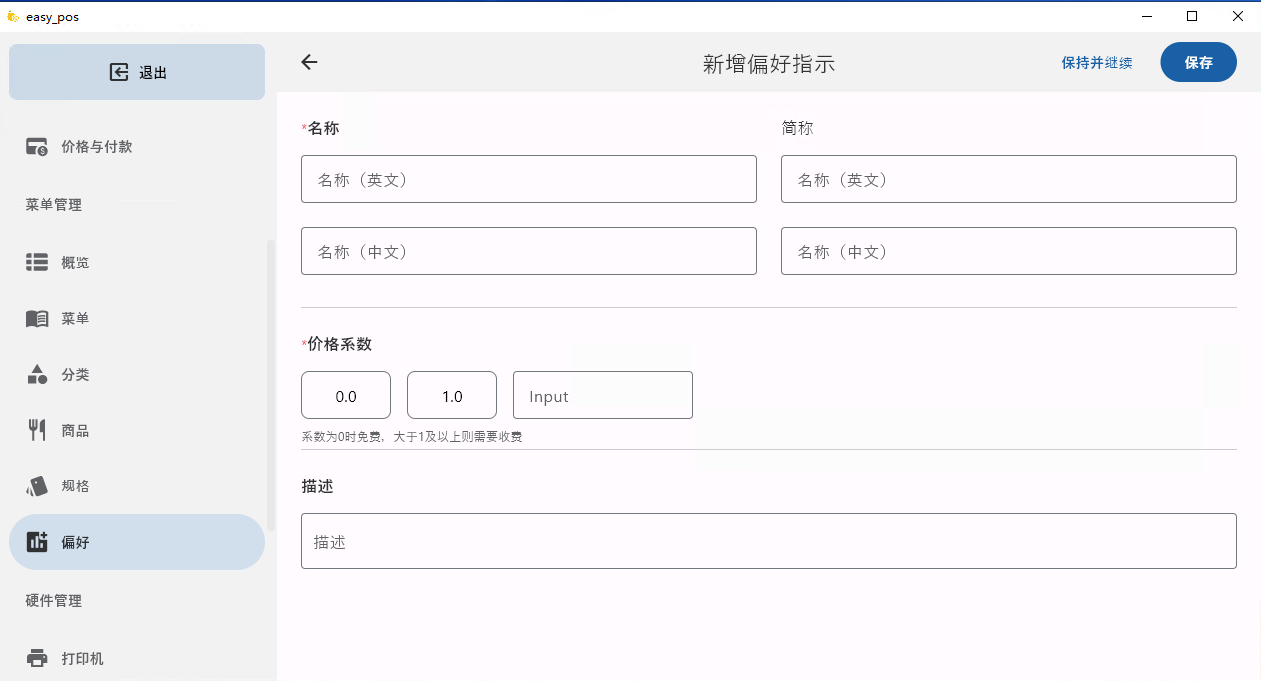 easy_pos
退出
价格与付款
菜单管理
概览
菜单
分类
商品
规格
偏好
硬件管理
打印机
新增偏好指示
保持并继续
保存
*名称
简称
名称（英文）
名称（英文）
名称（中文）
名称（中文）
*价格系数
0.0
1.0
Input
系数为0时免费，大于1及以上则需要收费
描述
描述